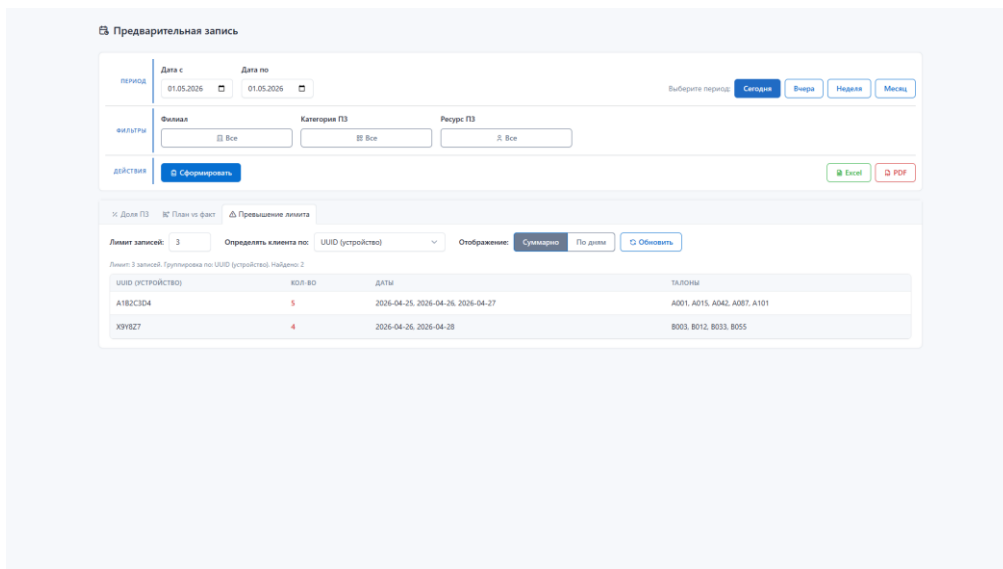 Предварительная запись
ПЕРИОД
Дата с
Дата по
01.05.2026
01.05.2026
Выберите период:
Сегодня
Вчера
Неделя
Месяц
ФИЛЬТРЫ
Филиал
Категория ПЗ
Ресурс ПЗ
Все
Все
Все
ДЕЙСТВИЯ
Сформировать
Excel
PDF
Доля ПЗ
План vs факт
Превышение лимита
Лимит записей: 3
Определять клиента по: UUID (устройство)
Отображение: Суммарно По дням
Обновить
Лимит: 3 записей. Группировка по: UUID (устройство). Найдено: 2
UUID (УСТРОЙСТВО) КОЛ-ВО ДАТЫ ТАЛОНЫ
A1B2C3D4 5 2026-04-25, 2026-04-26, 2026-04-27 A001, A015, A042, A087, A101
X9Y8Z7 4 2026-04-26, 2026-04-28 B003, B012, B033, B055